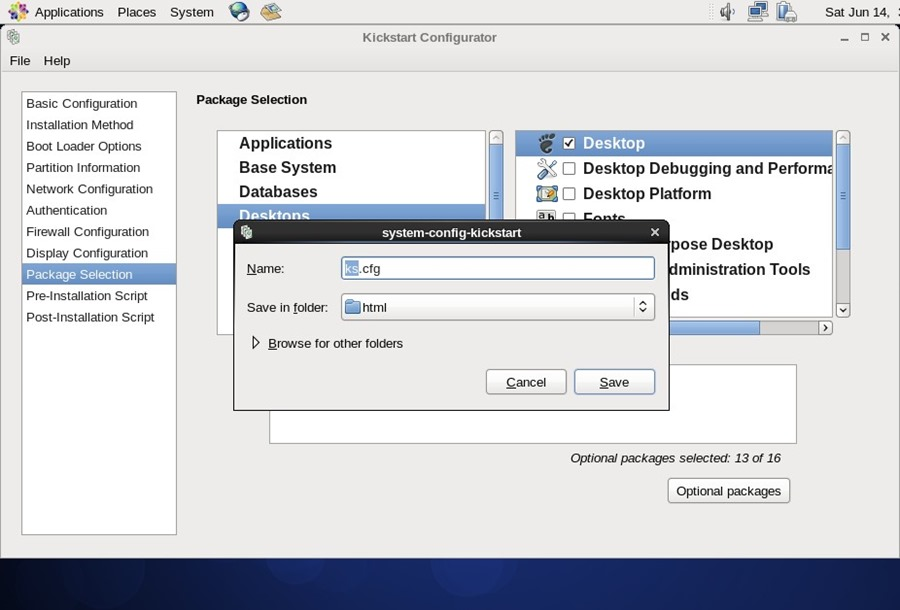 Applications Places System Sat Jun 14,
Kickstart Configurator
File Help
Basic Configuration
Installation Method
Boot Loader Options
Partition Information
Network Configuration
Authentication
Firewall Configuration
Display Configuration
Package Selection
Pre-Installation Script
Post-Installation Script
Package Selection
Applications
Base System
Databases
Desktops
Desktop
Desktop Debugging and Performa
Desktop Platform
Fonts
pose Desktop
dministration Tools
ds
system-config-kickstart
Name: ks.cfg
Save in folder: html
Browse for other folders
Cancel Save
Optional packages selected: 13 of 16
Optional packages